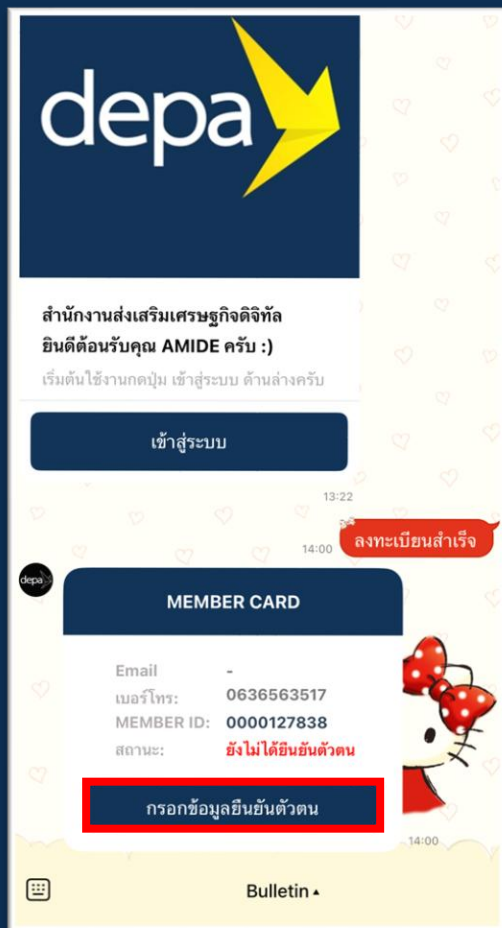 depa
สำนักงานส่งเสริมเศรษฐกิจดิจิทัล
ยินดีต้อนรับคุณ AMIDE ครับ :)
เริ่มต้นใช้งานกดปุ่ม เข้าสู่ระบบ ด้านล่างครับ
เข้าสู่ระบบ
13:22
14:00 ลงทะเบียนสำเร็จ
depa
MEMBER CARD
Email -
เบอร์โทร: 0636563517
MEMBER ID: 0000127838
สถานะ: ยังไม่ได้ยืนยันตัวตน
กรอกข้อมูลยืนยันตัวตน
14:00
Bulletin